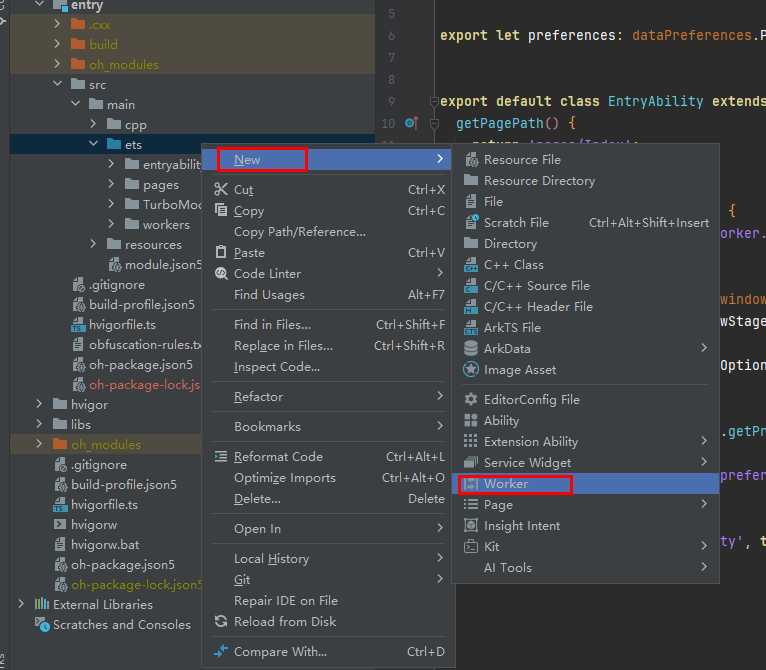 entry
.cxx
build
oh_modules
src
main
cpp
ets
entryability
pages
TurboMod
workers
resources
module.json5
.gitignore
build-profile.json5
hvigorfile.ts
obfuscation-rules.tx
oh-package.json5
oh-package-lock.js
hvigor
libs
oh_modules
.gitignore
build-profile.json5
hvigorfile.ts
hvigorw
hvigorw.bat
oh-package.json5
oh-package-lock.json5
External Libraries
Scratches and Consoles
New
Cut Ctrl+X
Copy Ctrl+C
Copy Path/Reference...
Paste Ctrl+V
Code Linter
Find Usages Alt+F7
Find in Files... Ctrl+Shift+F
Replace in Files... Ctrl+Shift+R
Inspect Code...
Refactor
Bookmarks
Reformat Code Ctrl+Alt+L
Optimize Imports Ctrl+Alt+O
Delete... Delete
Open In
Local History
Git
Repair IDE on File
Reload from Disk
Compare With... Ctrl+D
Resource File
Resource Directory
File
Scratch File Ctrl+Alt+Shift+Insert
Directory
C++ Class
C/C++ Source File
C/C++ Header File
ArkTS File
ArkData
Image Asset
EditorConfig File
Ability
Extension Ability
Service Widget
Worker
Page
Insight Intent
Kit
AI Tools
5
6 export let preferences: dataPreferences.P
7
8
9 export default class EntryAbility extends
10 getPagePath() {
{
orker.
window
wStage
Option
.getPr
prefer
ty', t